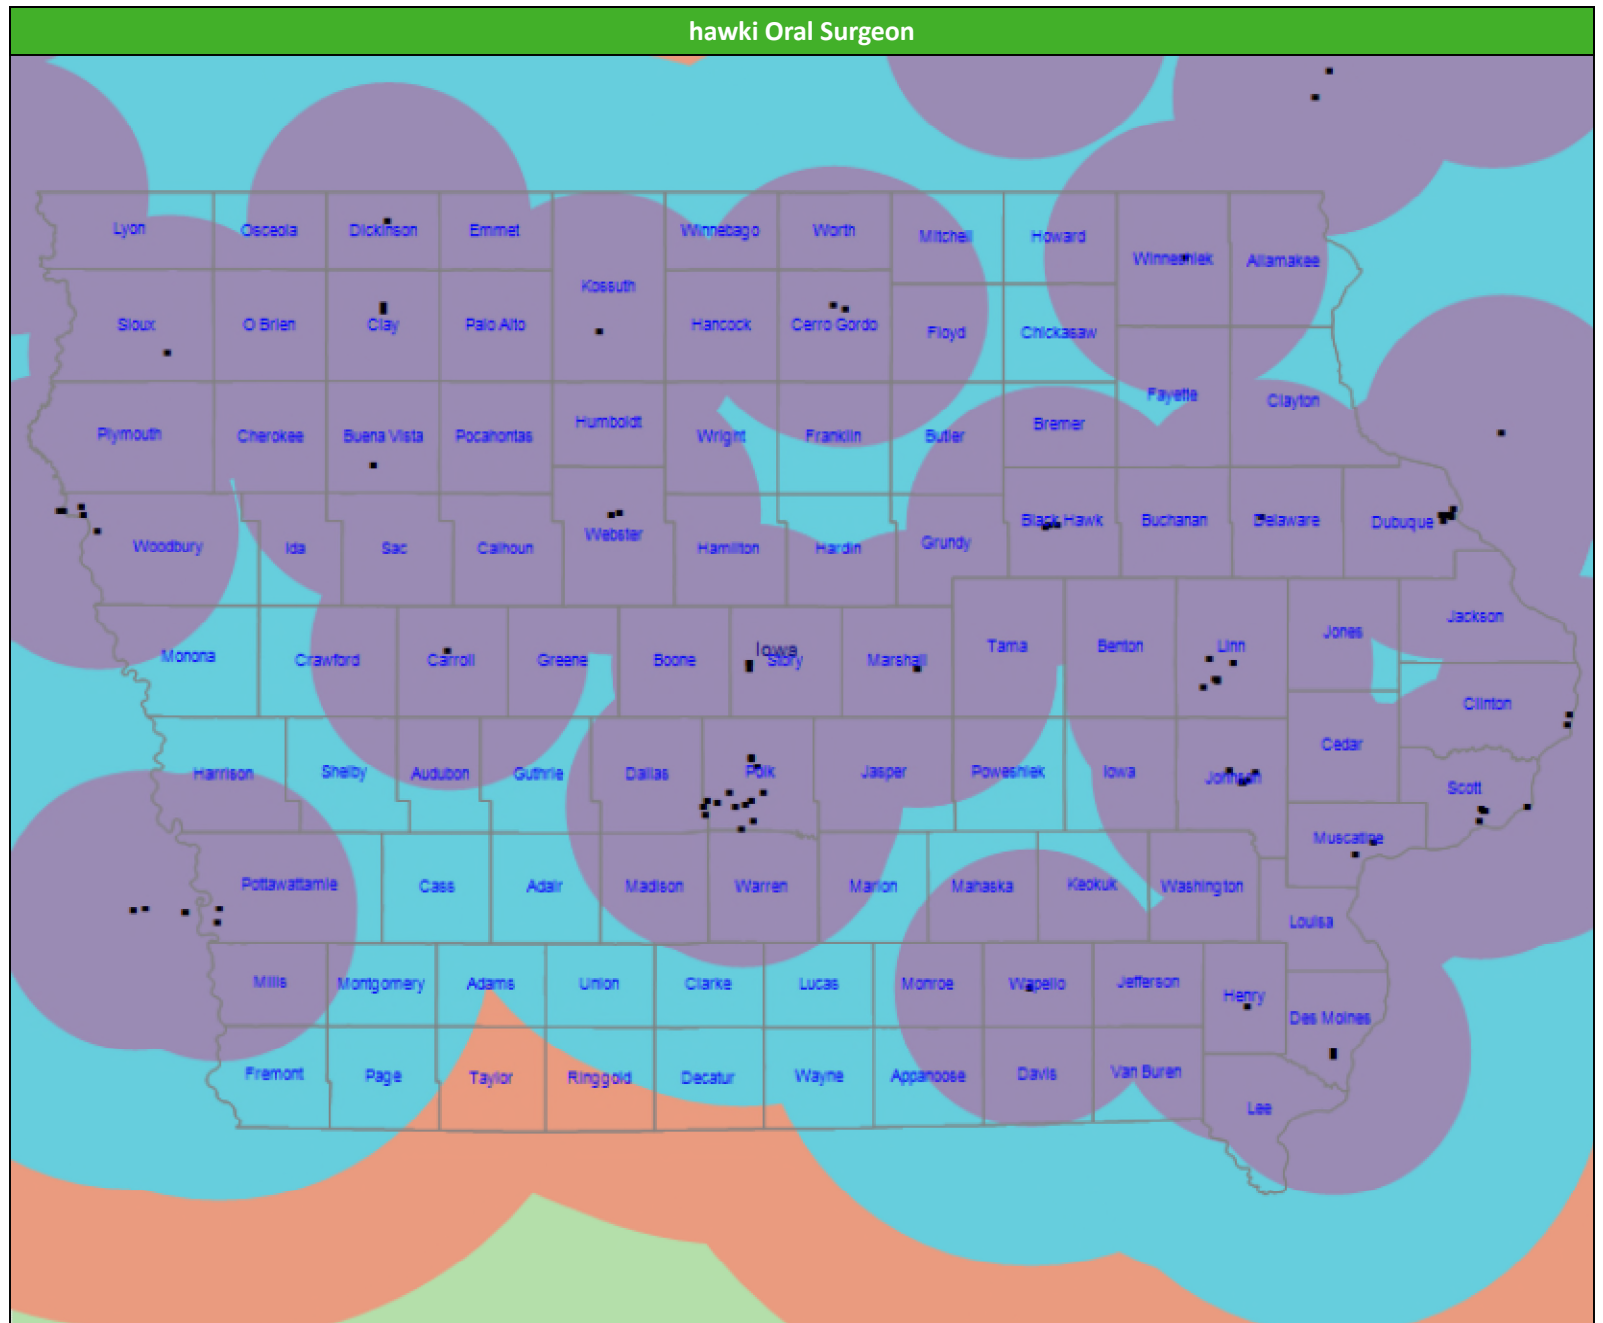 hawki Oral Surgeon
Lyon
Osceola
Dickinson
Emmet
Winnebago
Worth
Mitchell
Howard
Winneshiek
Allamakee
Kossuth
Sioux
O Brien
Clay
Palo Alto
Hancock
Cerro Gordo
Floyd
Chickasaw
Fayette
Clayton
Plymouth
Cherokee
Buena Vista
Pocahontas
Humboldt
Wright
Franklin
Butler
Bremer
Woodbury
Ida
Sac
Calhoun
Webster
Hamilton
Hardin
Grundy
Black Hawk
Buchanan
Delaware
Dubuque
Monona
Crawford
Carroll
Greene
Boone
Iowa
Story
Marshall
Tama
Benton
Linn
Jones
Jackson
Clinton
Harrison
Shelby
Audubon
Guthrie
Dallas
Polk
Jasper
Poweshiek
Iowa
Johnson
Cedar
Scott
Muscatine
Pottawattamie
Cass
Adair
Madison
Warren
Marion
Mahaska
Keokuk
Washington
Louisa
Mills
Montgomery
Adams
Union
Clarke
Lucas
Monroe
Wapello
Jefferson
Henry
Des Moines
Fremont
Page
Taylor
Ringgold
Decatur
Wayne
Appanoose
Davis
Van Buren
Lee